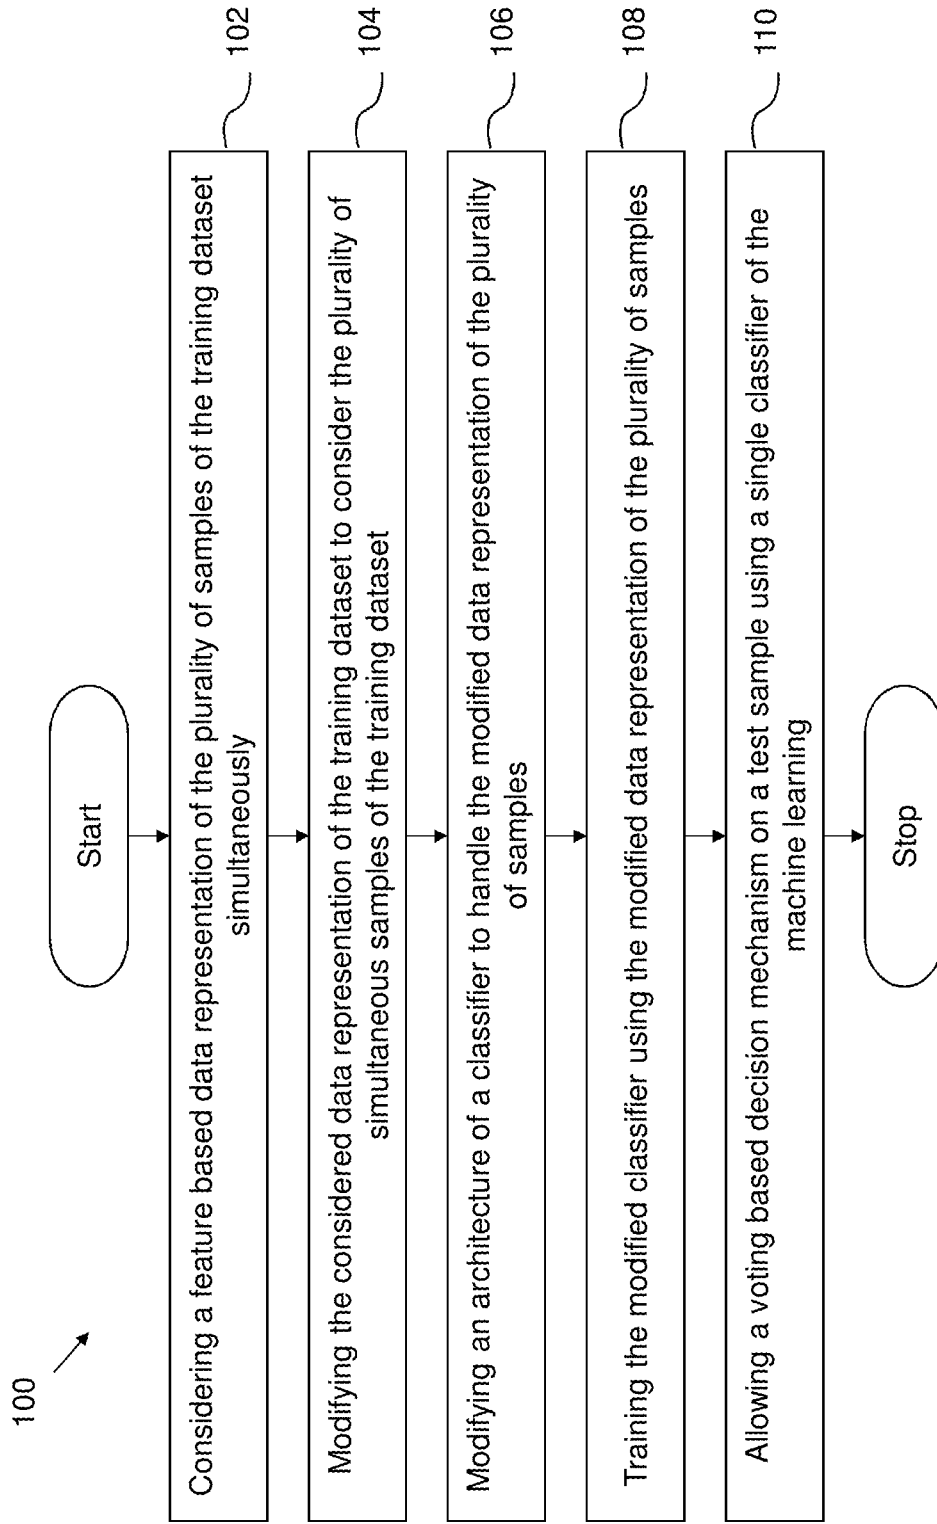 100
Start
Considering a feature based data representation of the plurality of samples of the training dataset
simultaneously
102
Modifying the considered data representation of the training dataset to consider the plurality of
simultaneous samples of the training dataset
104
Modifying an architecture of a classifier to handle the modified data representation of the plurality
of samples
106
Training the modified classifier using the modified data representation of the plurality of samples
108
Allowing a voting based decision mechanism on a test sample using a single classifier of the
machine learning
110
Stop